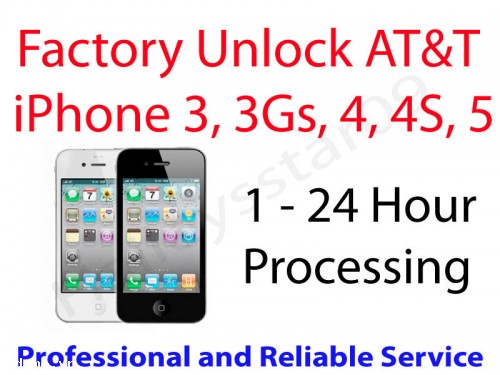 Factory Unlock AT&T
iPhone 3, 3Gs, 4, 4S, 5
1 - 24 Hour
Processing
Professional and Reliable Service